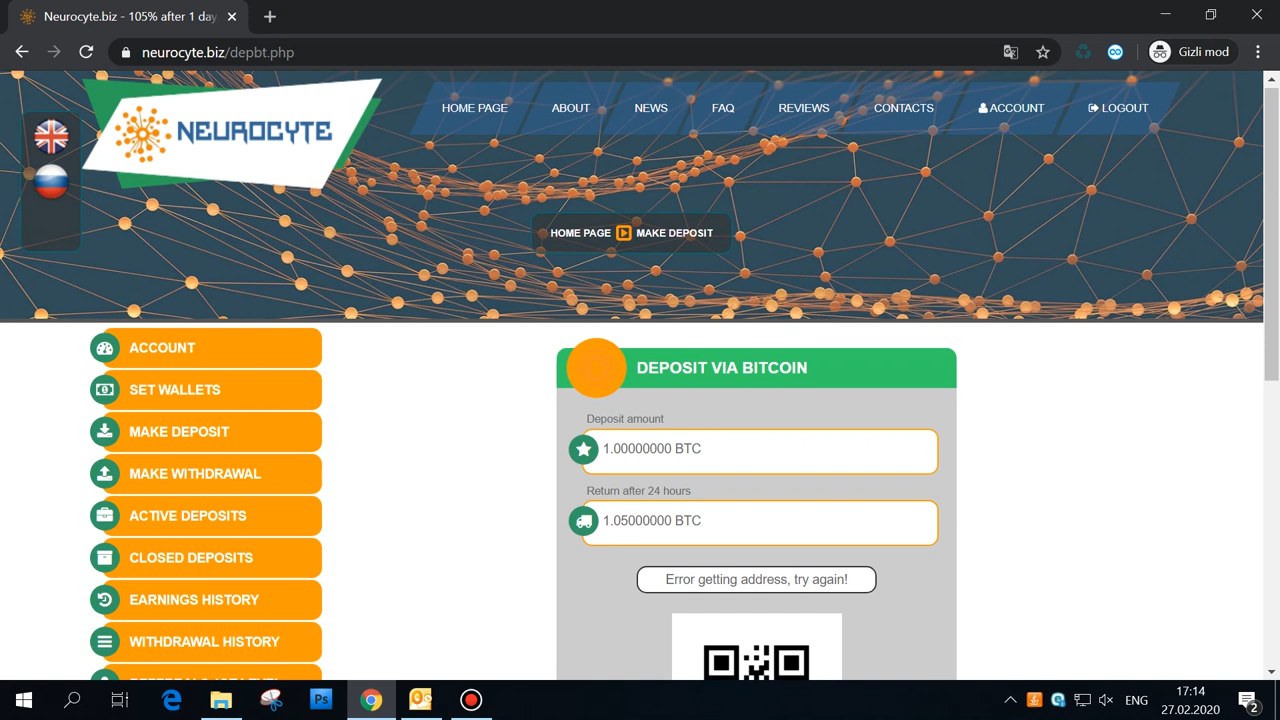 Neurocyte.biz - 105% after 1 day
neurocyte.biz/depbt.php
Gizli mod
NEUROCYTE
HOME PAGE
ABOUT
NEWS
FAQ
REVIEWS
CONTACTS
ACCOUNT
LOGOUT
HOME PAGE MAKE DEPOSIT
ACCOUNT
SET WALLETS
MAKE DEPOSIT
MAKE WITHDRAWAL
ACTIVE DEPOSITS
CLOSED DEPOSITS
EARNINGS HISTORY
WITHDRAWAL HISTORY
DEPOSIT VIA BITCOIN
Deposit amount
1.00000000 BTC
Return after 24 hours
1.05000000 BTC
Error getting address, try again!
ENG
17:14
27.02.2020
2